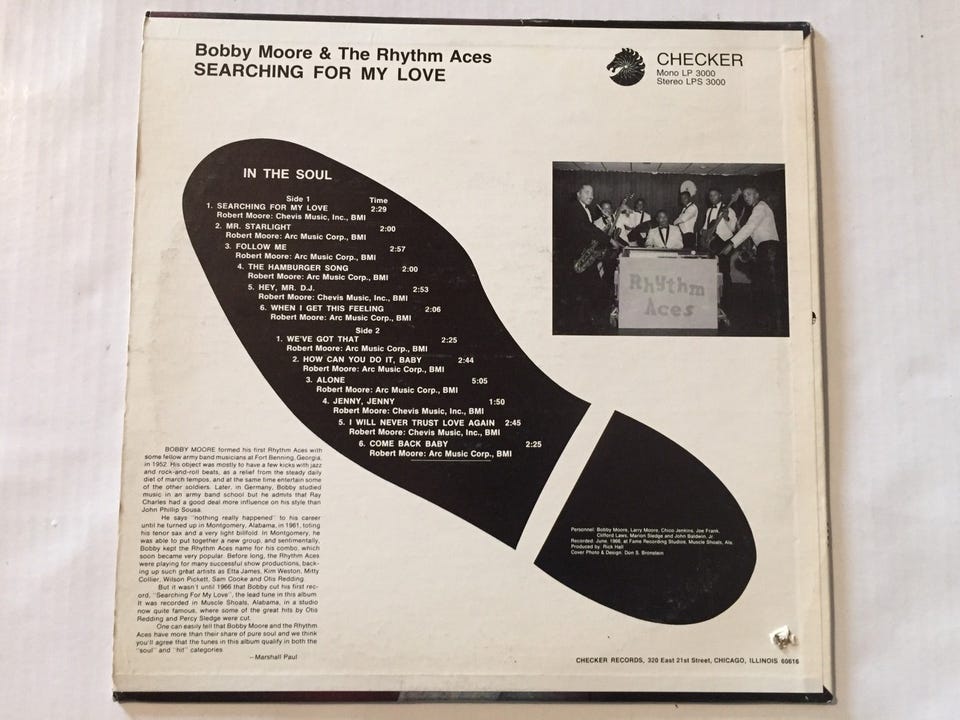 Bobby Moore & The Rhythm Aces
SEARCHING FOR MY LOVE
CHECKER
Mono LP 3000
Stereo LPS 3000
IN THE SOUL
Side 1 Time
1. SEARCHING FOR MY LOVE 2:29
Robert Moore: Chevis Music, Inc., BMI
2. MR. STARLIGHT 2:00
Robert Moore: Arc Music Corp., BMI
3. FOLLOW ME 2:57
Robert Moore: Arc Music Corp., BMI
4. THE HAMBURGER SONG 2:00
Robert Moore: Arc Music Corp., BMI
5. HEY, MR. D.J. 2:53
Robert Moore: Chevis Music, Inc., BMI
6. WHEN I GET THIS FEELING 2:06
Robert Moore: Arc Music Corp., BMI
Side 2
1. WE'VE GOT THAT 2:25
Robert Moore: Arc Music Corp., BMI
2. HOW CAN YOU DO IT, BABY 2:44
Robert Moore: Arc Music Corp., BMI
3. ALONE 5:05
Robert Moore: Arc Music Corp., BMI
4. JENNY, JENNY 1:50
Robert Moore: Chevis Music, Inc., BMI
5. I WILL NEVER TRUST LOVE AGAIN 2:45
Robert Moore: Chevis Music, Inc., BMI
6. COME BACK BABY 2:25
Robert Moore: Arc Music Corp., BMI
Rhythm
Aces
BOBBY MOORE formed his first Rhythm Aces with
some fellow army band musicians at Fort Benning, Georgia,
in 1952. His object was mostly to have a few kicks with jazz
and rock-and-roll beats, as a relief from the steady daily
diet of march tempos, and at the same time entertain some
of the other soldiers. Later, in Germany, Bobby studied
music in an army band school but he admits that Ray
Charles had a good deal more influence on his style than
John Phillip Sousa.
He says "nothing really happened" to his career
until he turned up in Montgomery, Alabama, in 1961, toting
his tenor sax and a very light billfold. In Montgomery, he
was able to put together a new group, and sentimentally,
Bobby kept the Rhythm Aces name for his combo, which
soon became very popular. Before long, the Rhythm Aces
were playing for many successful show productions, back-
ing up such great artists as Etta James, Kim Weston, Mitty
Collier, Wilson Pickett, Sam Cooke and Otis Redding.
But it wasn't until 1966 that Bobby cut his first rec-
ord, "Searching For My Love", the lead tune in this album.
It was recorded in Muscle Shoals, Alabama, in a studio
now quite famous, where some of the great hits by Otis
Redding and Percy Sledge were cut.
One can easily tell that Bobby Moore and the Rhythm
Aces have more than their share of pure soul and we think
you'll agree that the tunes in this album qualify in both the
"soul" and "hit" categories.
—Marshall Paul
Personnel: Bobby Moore, Larry Moore, Chico Jenkins, Joe Frank,
Clifford Laws, Marion Sledge and John Baldwin, Jr.
Recorded: June, 1966, at Fame Recording Studios, Muscle Shoals, Ala.
Produced by: Rick Hall
Cover Photo & Design: Don S. Bronstein
CHECKER RECORDS, 320 East 21st Street, CHICAGO, ILLINOIS 60616